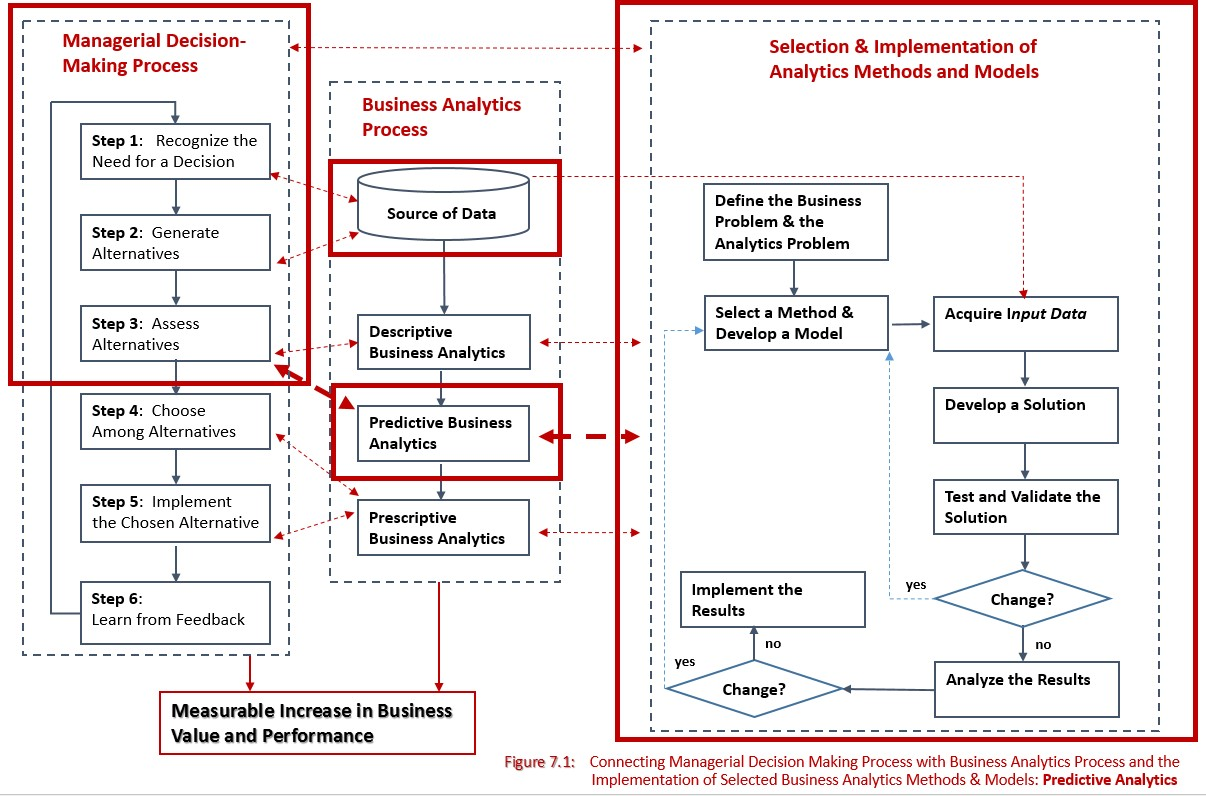 Managerial Decision-
Making Process
Step 1:   Recognize the
Need for a Decision
Step 2:  Generate
Alternatives
Step 3:  Assess
Alternatives
Step 4:  Choose
Among Alternatives
Step 5:  Implement
the Chosen Alternative
Step 6:
Learn from Feedback
Business Analytics
Process
Source of Data
Descriptive
Business Analytics
Predictive Business
Analytics
Prescriptive
Business Analytics
Measurable Increase in Business
Value and Performance
Selection & Implementation of
Analytics Methods and Models
Define the Business
Problem & the
Analytics Problem
Select a Method &
Develop a Model
Acquire Input Data
Develop a Solution
Test and Validate the
Solution
yes
Change?
no
Analyze the Results
Implement the
Results
no
yes
Change?
Figure 7.1:   Connecting Managerial Decision Making Process with Business Analytics Process and the
Implementation of Selected Business Analytics Methods & Models: Predictive Analytics